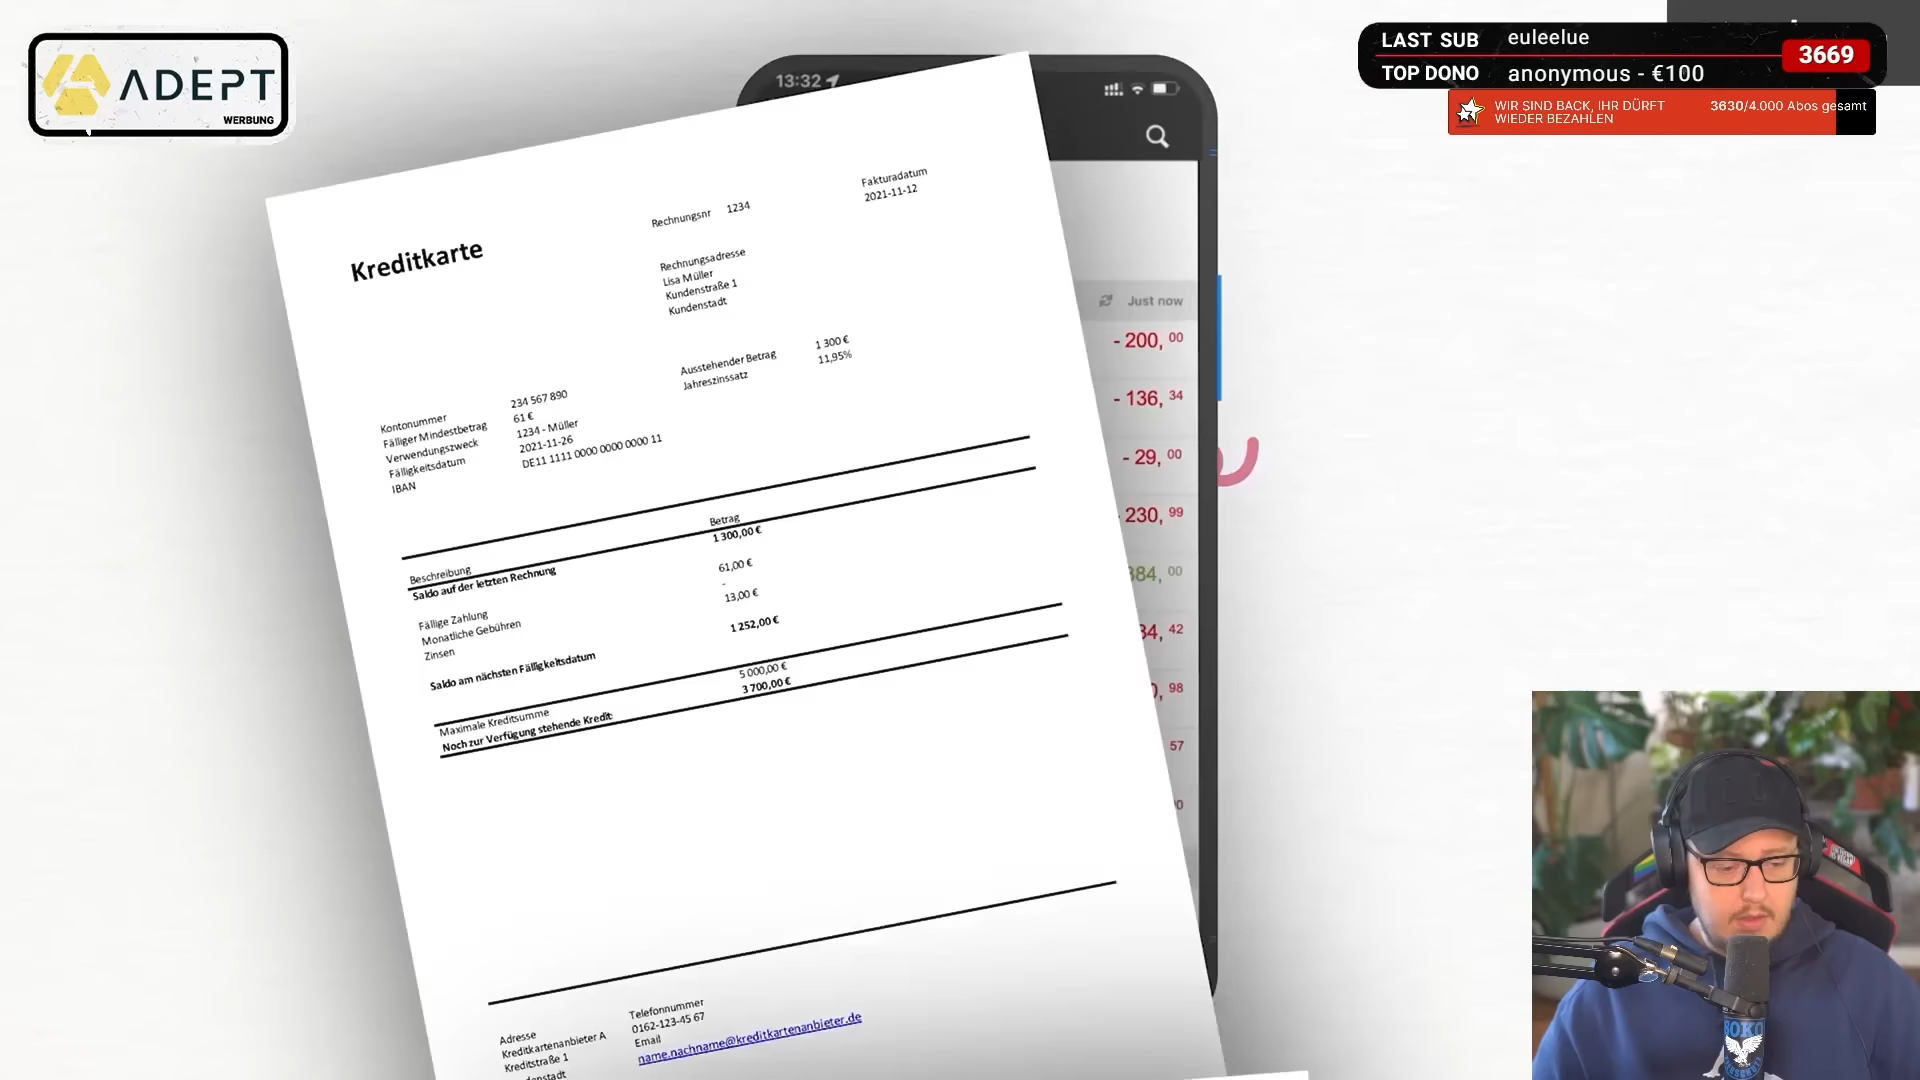 ADEPT
WERBUNG
LAST SUB euleelue
TOP DONO anonymous - €100
3669
WIR SIND BACK, IHR DÜRFT
WIEDER BEZAHLEN
3630/4.000 Abos gesamt
13:32
Just now
- 200, 00
- 136, 34
- 29, 00
230, 99
84, 00
34, 42
98
57
Kreditkarte
Rechnungsnr 1234
Fakturadatum
2021-11-12
Rechnungsadresse
Lisa Müller
Kundenstraße 1
Kundenstadt
Ausstehender Betrag 1 300 €
Jahreszinssatz 11,95%
Kontonummer 234 567 890
Fälliger Mindestbetrag 61 €
Verwendungszweck 1234 - Müller
Fälligkeitsdatum 2021-11-26
IBAN DE11 1111 0000 0000 0000 11
Beschreibung Betrag
Saldo auf der letzten Rechnung 1 300,00 €
Fällige Zahlung 61,00 €
Monatliche Gebühren -
Zinsen 13,00 €
Saldo am nächsten Fälligkeitsdatum 1 252,00 €
Maximale Kreditsumme 5 000,00 €
Noch zur Verfügung stehende Kredit: 3 700,00 €
Adresse
Kreditkartenanbieter A
Kreditstraße 1
Telefonnummer
0162-123-45 67
Email
name.nachname@kreditkartenanbieter.de